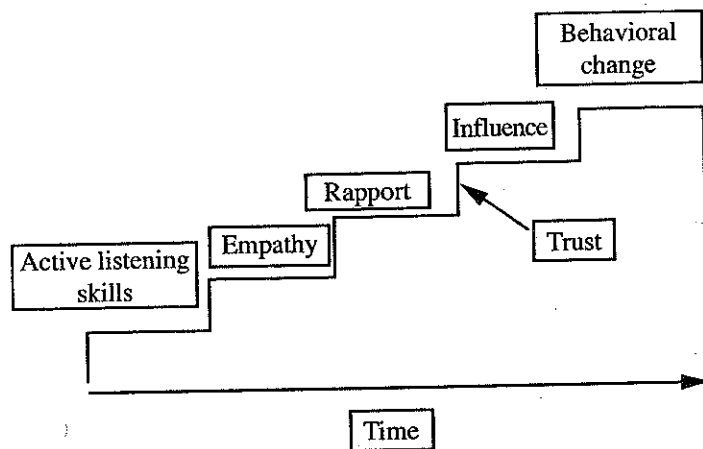 Behavioral
change
Influence
Rapport
Trust
Empathy
Active listening
skills
Time